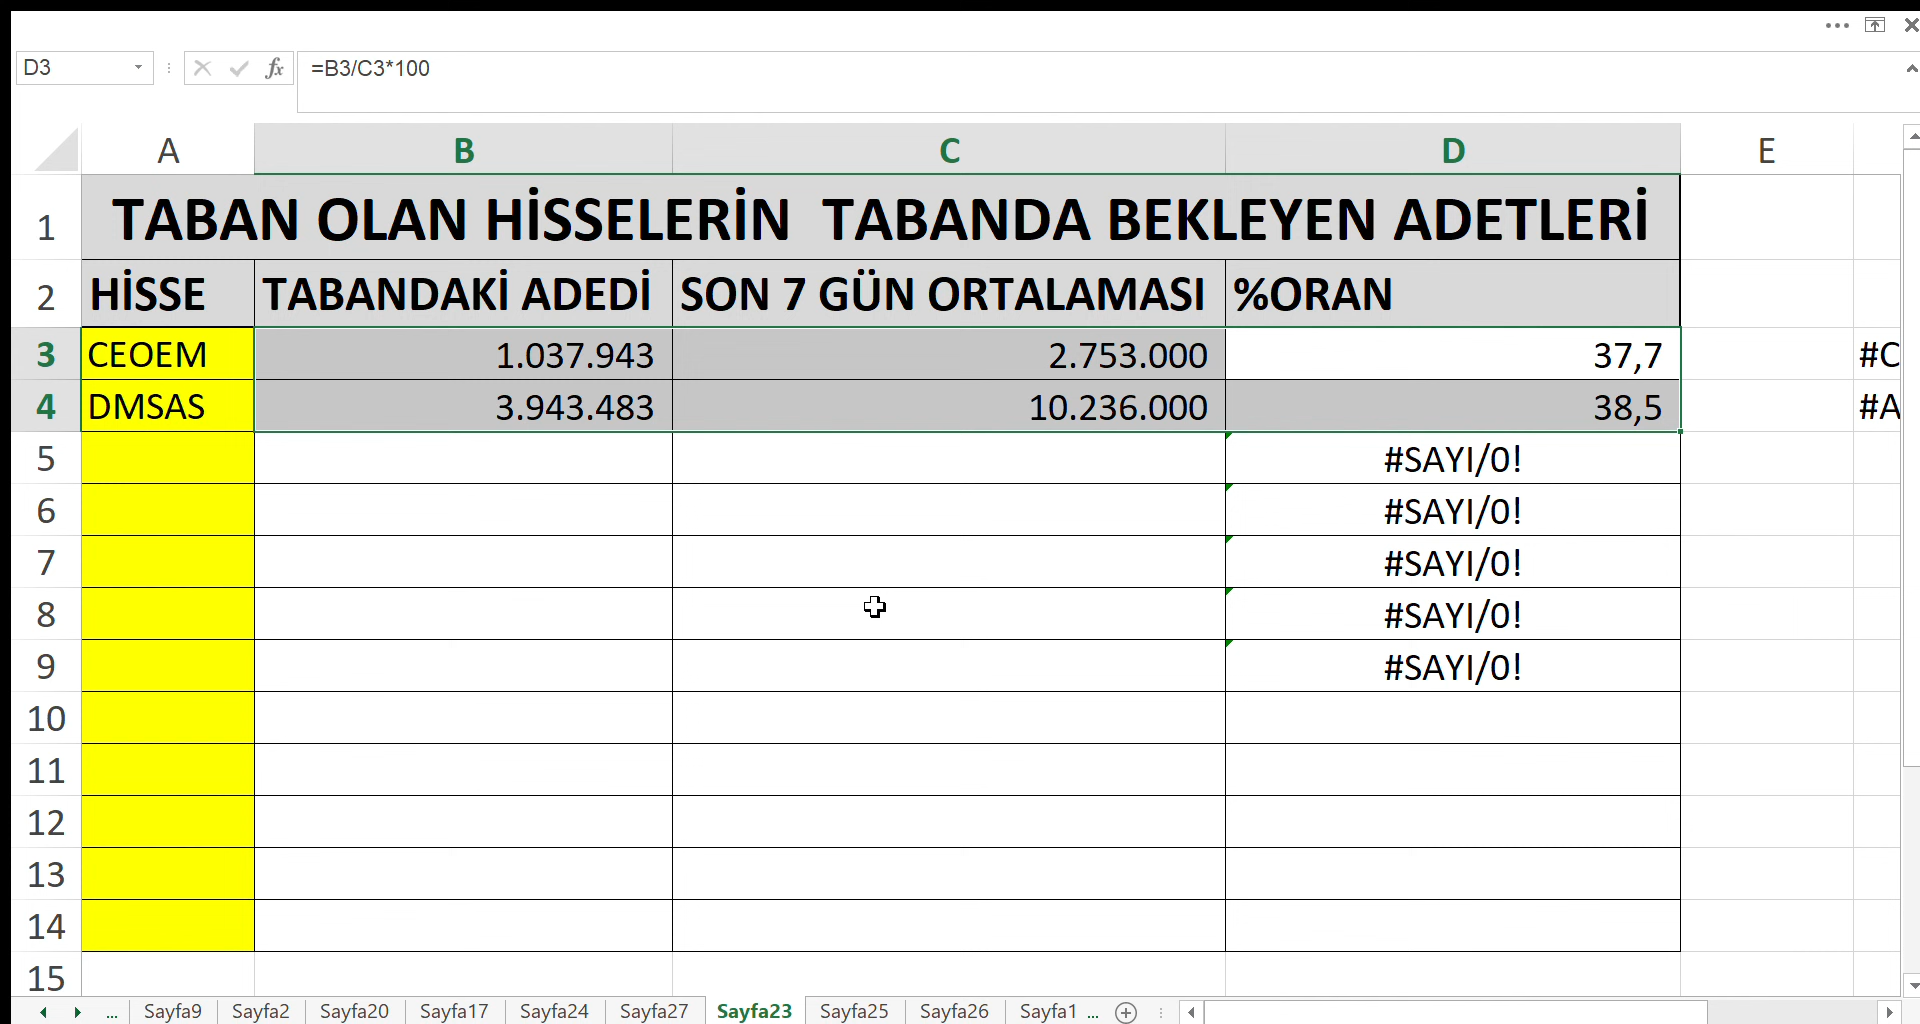 D3 =B3/C3*100
A B C D E
1 TABAN OLAN HİSSELERİN TABANDA BEKLEYEN ADETLERİ
2 HİSSE TABANDAKİ ADEDİ SON 7 GÜN ORTALAMASI %ORAN
3 CEOEM 1.037.943 2.753.000 37,7 #C
4 DMSAS 3.943.483 10.236.000 38,5 #A
5 #SAYI/0!
6 #SAYI/0!
7 #SAYI/0!
8 #SAYI/0!
9 #SAYI/0!
10
11
12
13
14
15
... Sayfa9 Sayfa2 Sayfa20 Sayfa17 Sayfa24 Sayfa27 Sayfa23 Sayfa25 Sayfa26 Sayfa1 ...